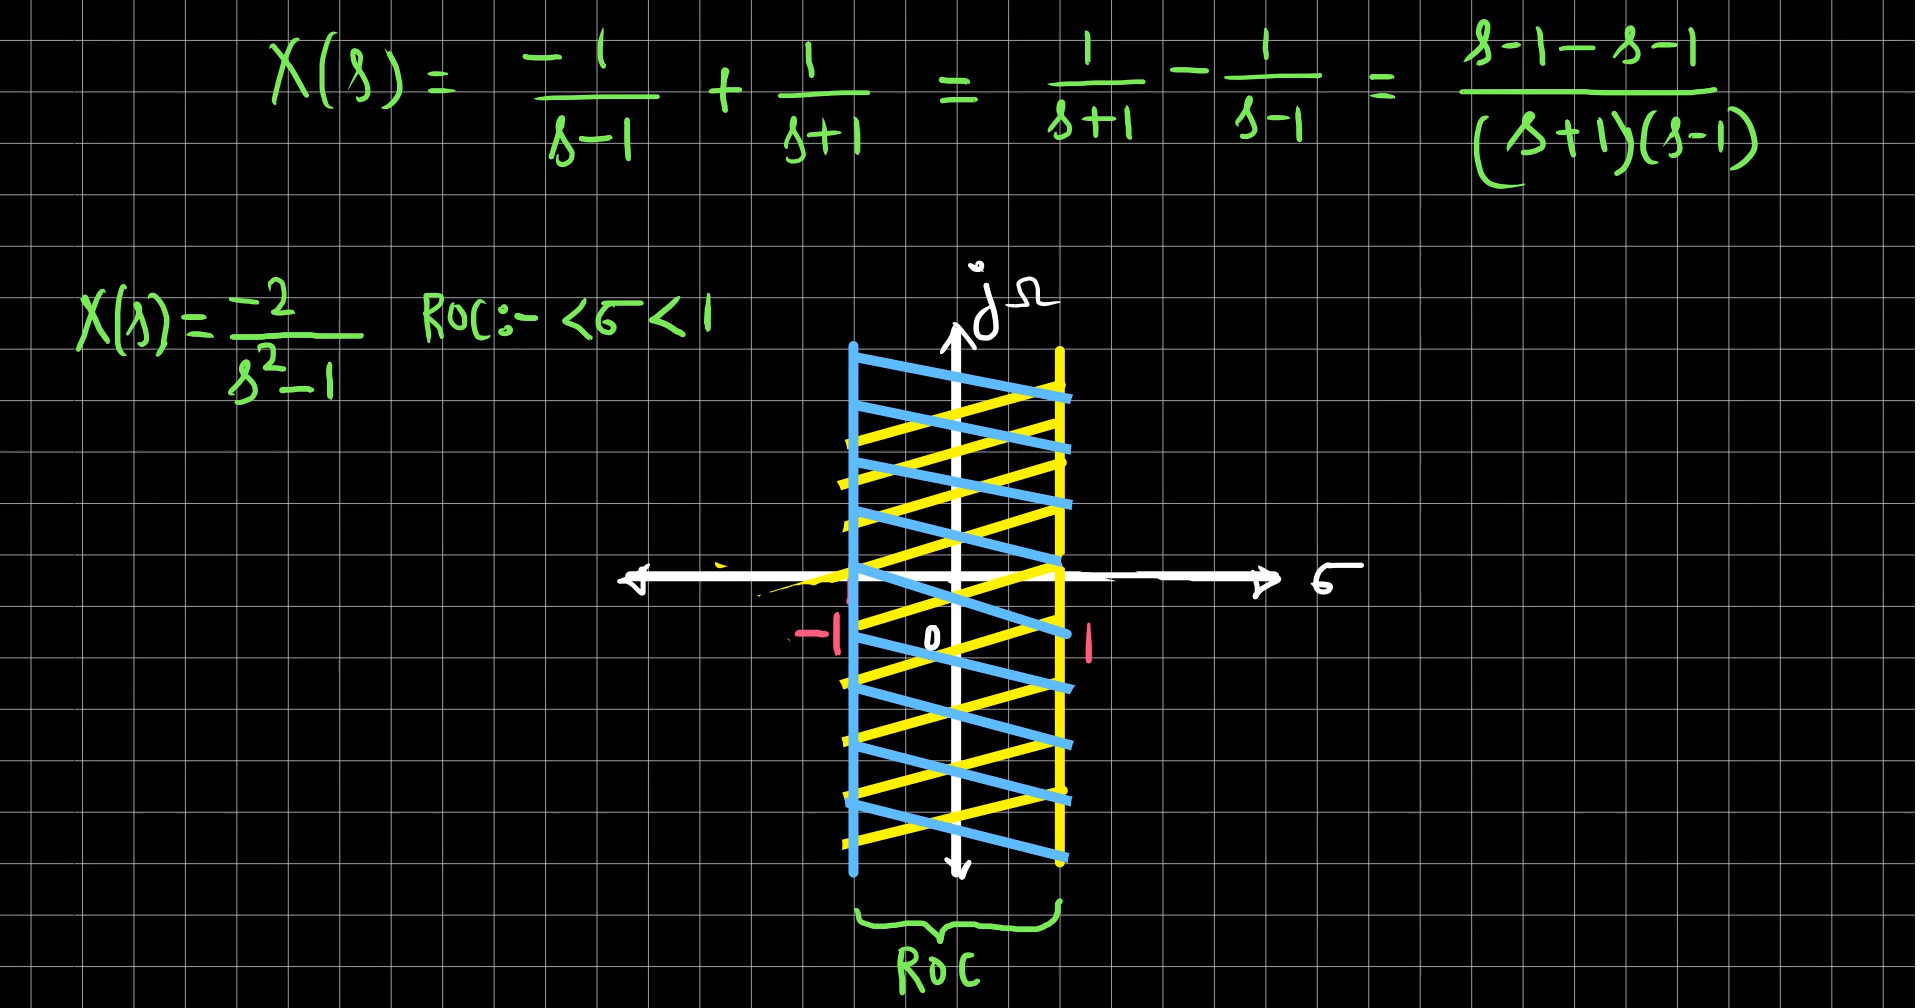 X(s) = -1/(s-1) + 1/(s+1) = 1/(s+1) - 1/(s-1) = (s-1-s-1)/((s+1)(s-1))
X(s) = -2/(s²-1) ROC:- <σ<1
jΩ
σ
-1 0 1
ROC